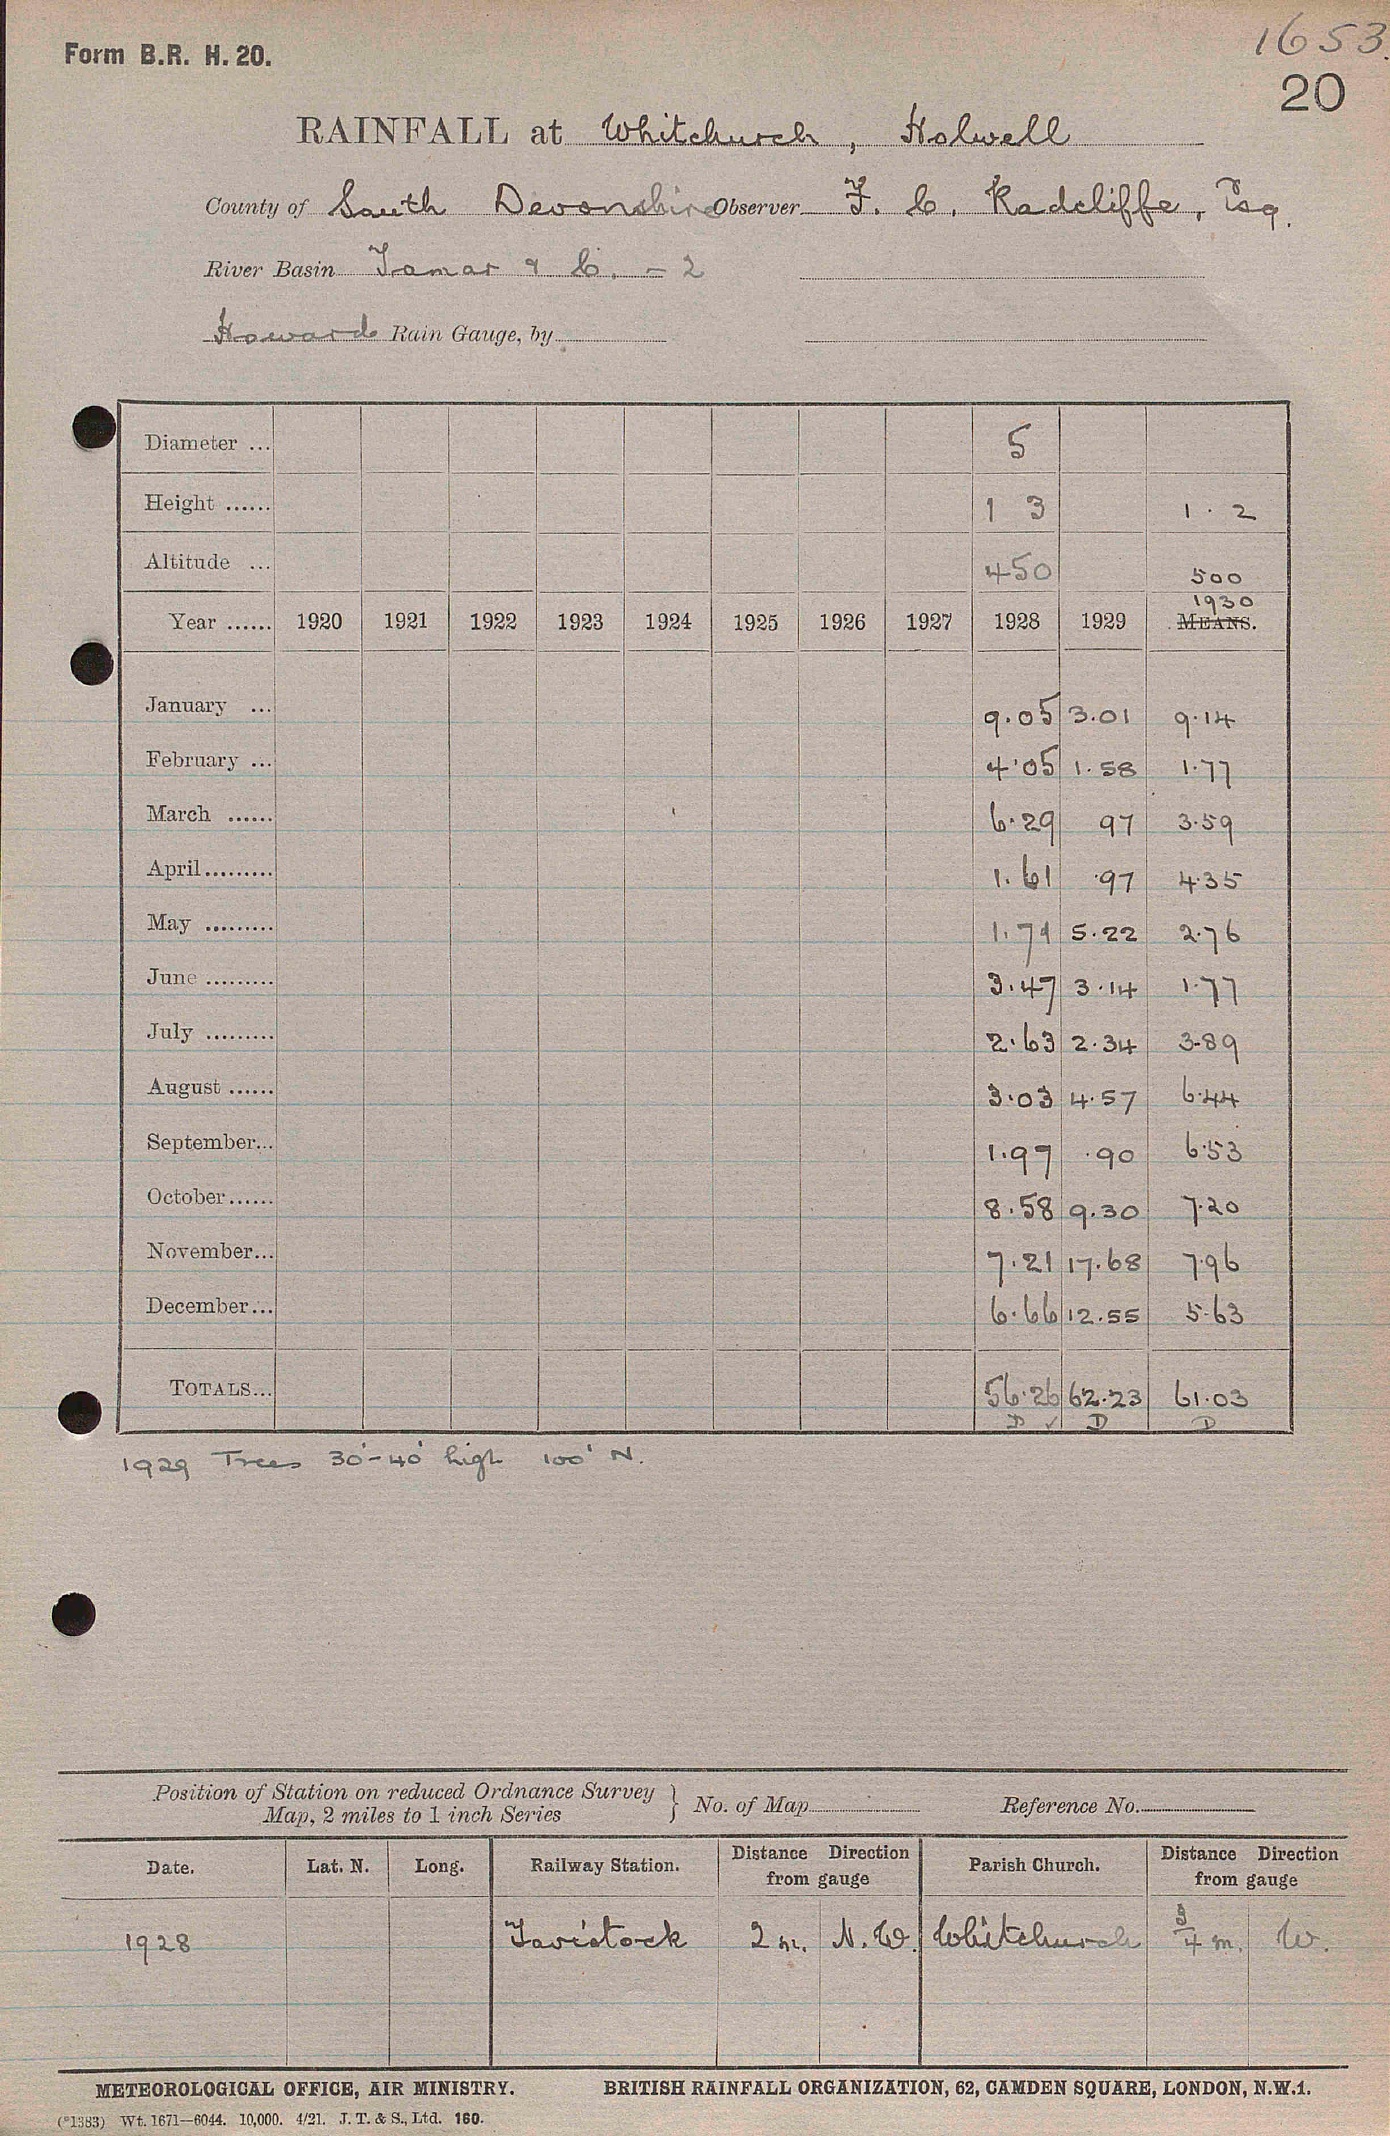 Form B.R. H. 20.
1653.
20
RAINFALL at Whitchurch, Holwell
County of South Devonshire Observer F. C. Radcliffe, Esq.
River Basin Tamar & C. - 2
Howard Rain Gauge, by
Diameter ... 5
Height ...... 1 3 1 . 2
Altitude ... 450 500
1930
Year ...... 1920 1921 1922 1923 1924 1925 1926 1927 1928 1929 MEANS.
January ... 9.05 3.01 9.14
February ... 4.05 1.58 1.77
March ...... 6.29 97 3.59
April ......... 1.61 .97 4.35
May ......... 1.71 5.22 2.76
June ......... 3.47 3.14 1.77
July ......... 2.63 2.34 3.89
August ...... 3.03 4.57 6.44
September... 1.97 .90 6.53
October ...... 8.58 9.30 7.20
November... 7.21 17.68 7.96
December... 6.66 12.55 5.63
TOTALS... 56.26 62.23 61.03
D ✓ D D
1929 Trees 30'-40' high 100' N.
Position of Station on reduced Ordnance Survey
Map, 2 miles to 1 inch Series } No. of Map Reference No.
Date. Lat. N. Long. Railway Station. Distance Direction from gauge Parish Church. Distance Direction from gauge
1928 Tavistock 2 m. N.W. Whitchurch 3/4 m. W.
METEOROLOGICAL OFFICE, AIR MINISTRY. BRITISH RAINFALL ORGANIZATION, 62, CAMDEN SQUARE, LONDON, N.W.1.
(*1383) Wt. 1671—6044. 10,000. 4/21. J. T. & S., Ltd. 160.